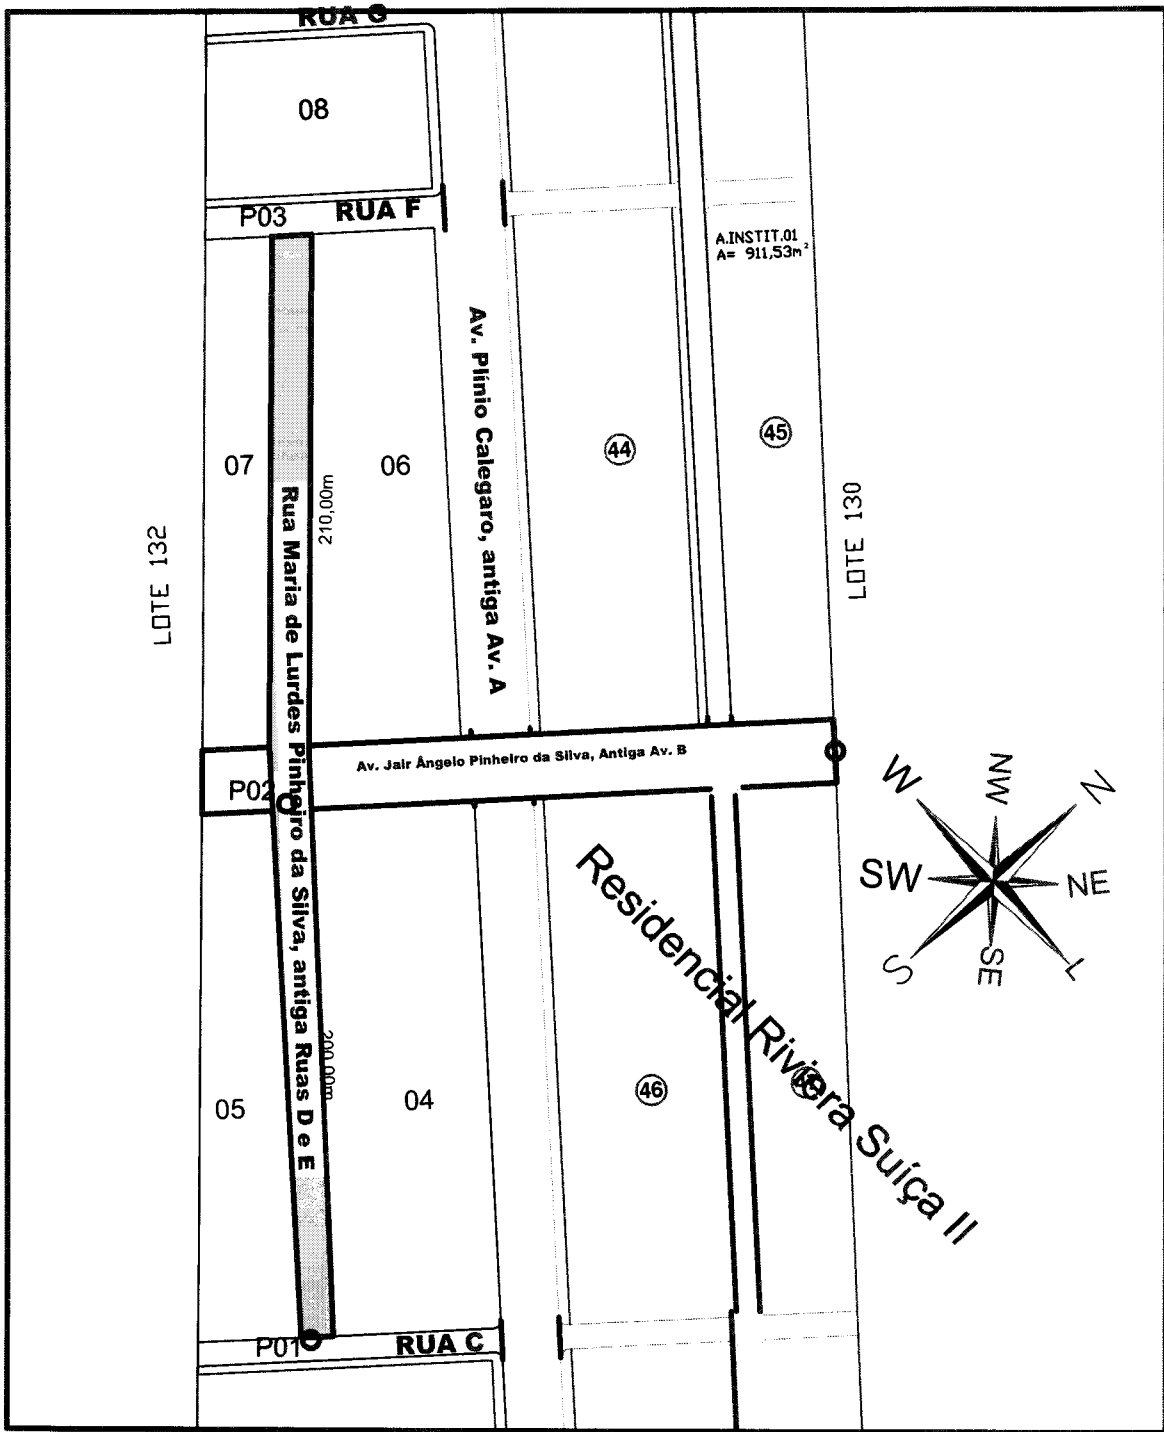 RUA G
08
P03
RUA F
A.INSTIT.01
A= 911,53m²
Av. Plínio Calegaro, antiga Av. A
07
06
44
45
210,00m
LOTE 132
LOTE 130
Rua Maria de Lurdes Pinheiro da Silva, antiga Ruas D e E
Av. Jair Ângelo Pinheiro da Silva, Antiga Av. B
P02
W
NW
N
SW
NE
S
SE
L
Residencial Riviera Suíça II
200,00m
05
04
46
P01
RUA C